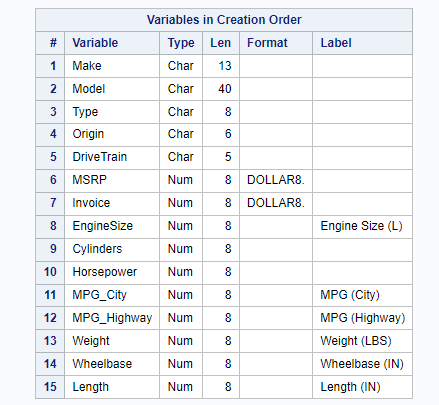 Variables in Creation Order
# Variable Type Len Format Label
1 Make Char 13
2 Model Char 40
3 Type Char 8
4 Origin Char 6
5 DriveTrain Char 5
6 MSRP Num 8 DOLLAR8.
7 Invoice Num 8 DOLLAR8.
8 EngineSize Num 8 Engine Size (L)
9 Cylinders Num 8
10 Horsepower Num 8
11 MPG_City Num 8 MPG (City)
12 MPG_Highway Num 8 MPG (Highway)
13 Weight Num 8 Weight (LBS)
14 Wheelbase Num 8 Wheelbase (IN)
15 Length Num 8 Length (IN)